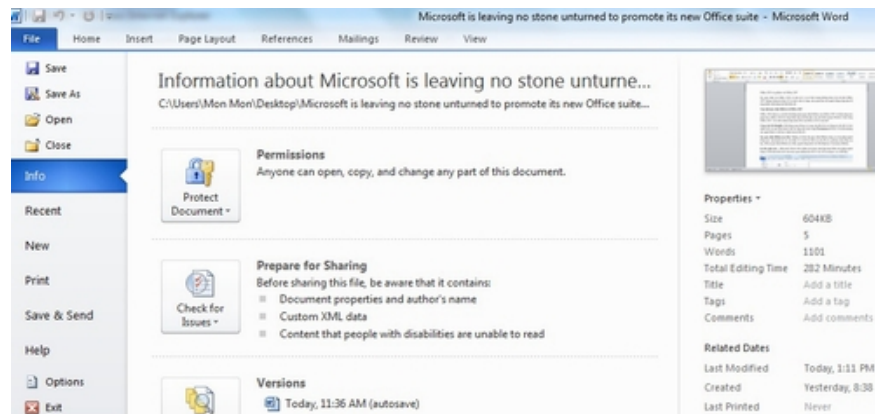 Microsoft is leaving no stone unturned to promote its new Office suite - Microsoft Word
File Home Insert Page Layout References Mailings Review View
Save
Save As
Open
Close
Info
Recent
New
Print
Save & Send
Help
Options
Exit
Information about Microsoft is leaving no stone unturne...
C:\Users\Mon Mon\Desktop\Microsoft is leaving no stone unturned to promote its new Office suite...
Protect
Document
Permissions
Anyone can open, copy, and change any part of this document.
Check for
Issues
Prepare for Sharing
Before sharing this file, be aware that it contains:
Document properties and author's name
Custom XML data
Content that people with disabilities are unable to read
Versions
Today, 11:36 AM (autosave)
Properties
Size 604KB
Pages 5
Words 1101
Total Editing Time 282 Minutes
Title Add a title
Tags Add a tag
Comments Add comments
Related Dates
Last Modified Today, 1:11 PM
Created Yesterday, 8:38
Last Printed Never